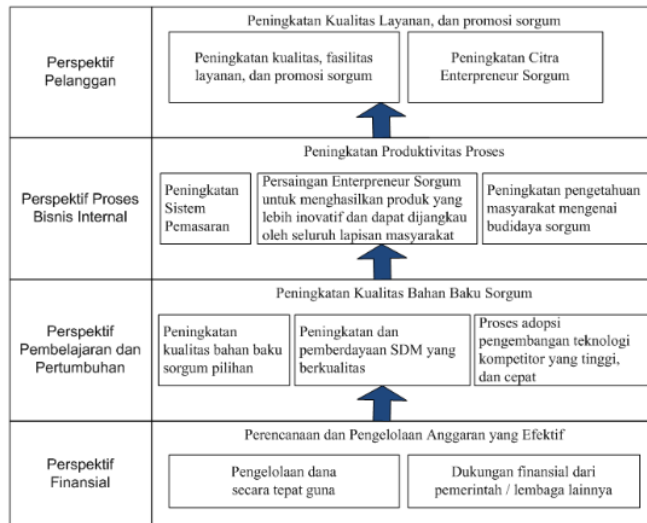 Peningkatan Kualitas Layanan, dan promosi sorgum
Perspektif
Pelanggan
Peningkatan kualitas, fasilitas
layanan, dan promosi sorgum
Peningkatan Citra
Enterpreneur Sorgum
Peningkatan Produktivitas Proses
Perspektif Proses
Bisnis Internal
Peningkatan
Sistem
Pemasaran
Persaingan Enterpreneur Sorgum
untuk menghasilkan produk yang
lebih inovatif dan dapat dijangkau
oleh seluruh lapisan masyarakat
Peningkatan pengetahuan
masyarakat mengenai
budidaya sorgum
Peningkatan Kualitas Bahan Baku Sorgum
Perspektif
Pembelajaran dan
Pertumbuhan
Peningkatan
kualitas bahan baku
sorgum pilihan
Peningkatan dan
pemberdayaan SDM yang
berkualitas
Proses adopsi
pengembangan teknologi
kompetitor yang tinggi,
dan cepat
Perencanaan dan Pengelolaan Anggaran yang Efektif
Perspektif
Finansial
Pengelolaan dana
secara tepat guna
Dukungan finansial dari
pemerintah / lembaga lainnya